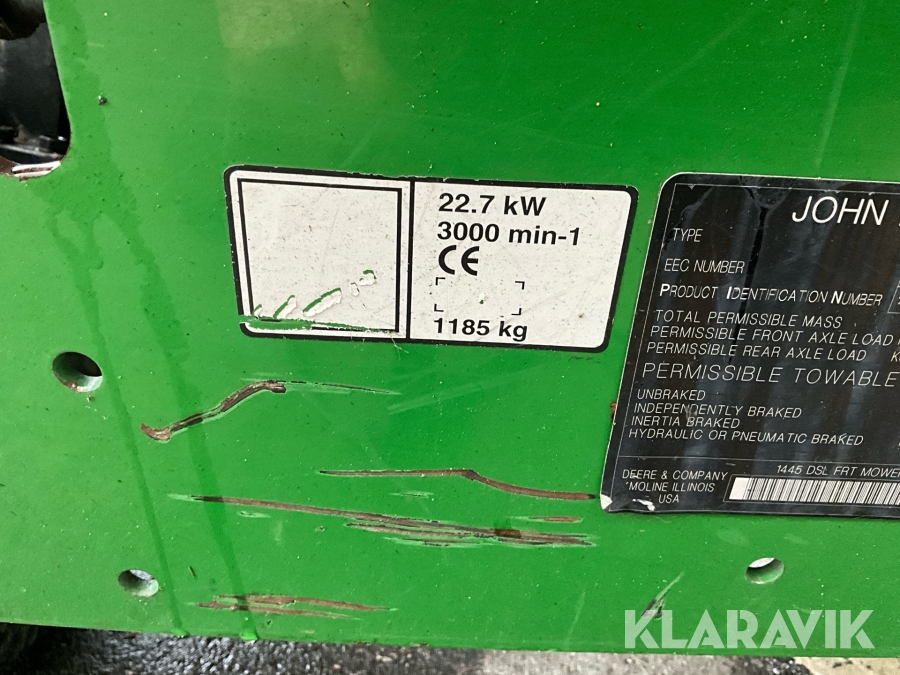 22.7 kW
3000 min-1
CE
1185 kg
JOHN
TYPE
EEC NUMBER
PRODUCT IDENTIFICATION NUMBER
TOTAL PERMISSIBLE MASS
PERMISSIBLE FRONT AXLE LOAD
PERMISSIBLE REAR AXLE LOAD
PERMISSIBLE TOWABLE
UNBRAKED
INDEPENDENTLY BRAKED
INERTIA BRAKED
HYDRAULIC OR PNEUMATIC BRAKED
1445 DSL FRT MOWER
DEERE & COMPANY
MOLINE ILLINOIS
USA
KLARAVIK